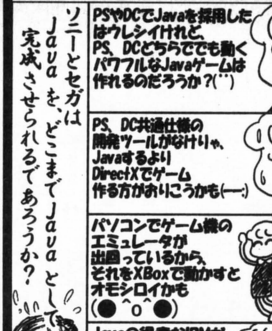 PSやDCでJavaを採用した
はウレシイけれど、
PS、DCどちらででも動く
パワフルなJavaゲームは
作れるのだろうか?(¨)
PS、DC共通仕様の
開発ツールがなけりゃ、
Javaするより
DirectXでゲーム
作る方がおりこうかも(ー—;)
パソコンでゲーム機の
エミュレータが
出回っているから、
それをXBoxで動かすと
オモシロイかも
(●^o^●)
ソニーとセガは
Javaを、どこまでJavaとして
完成させられるであろうか?